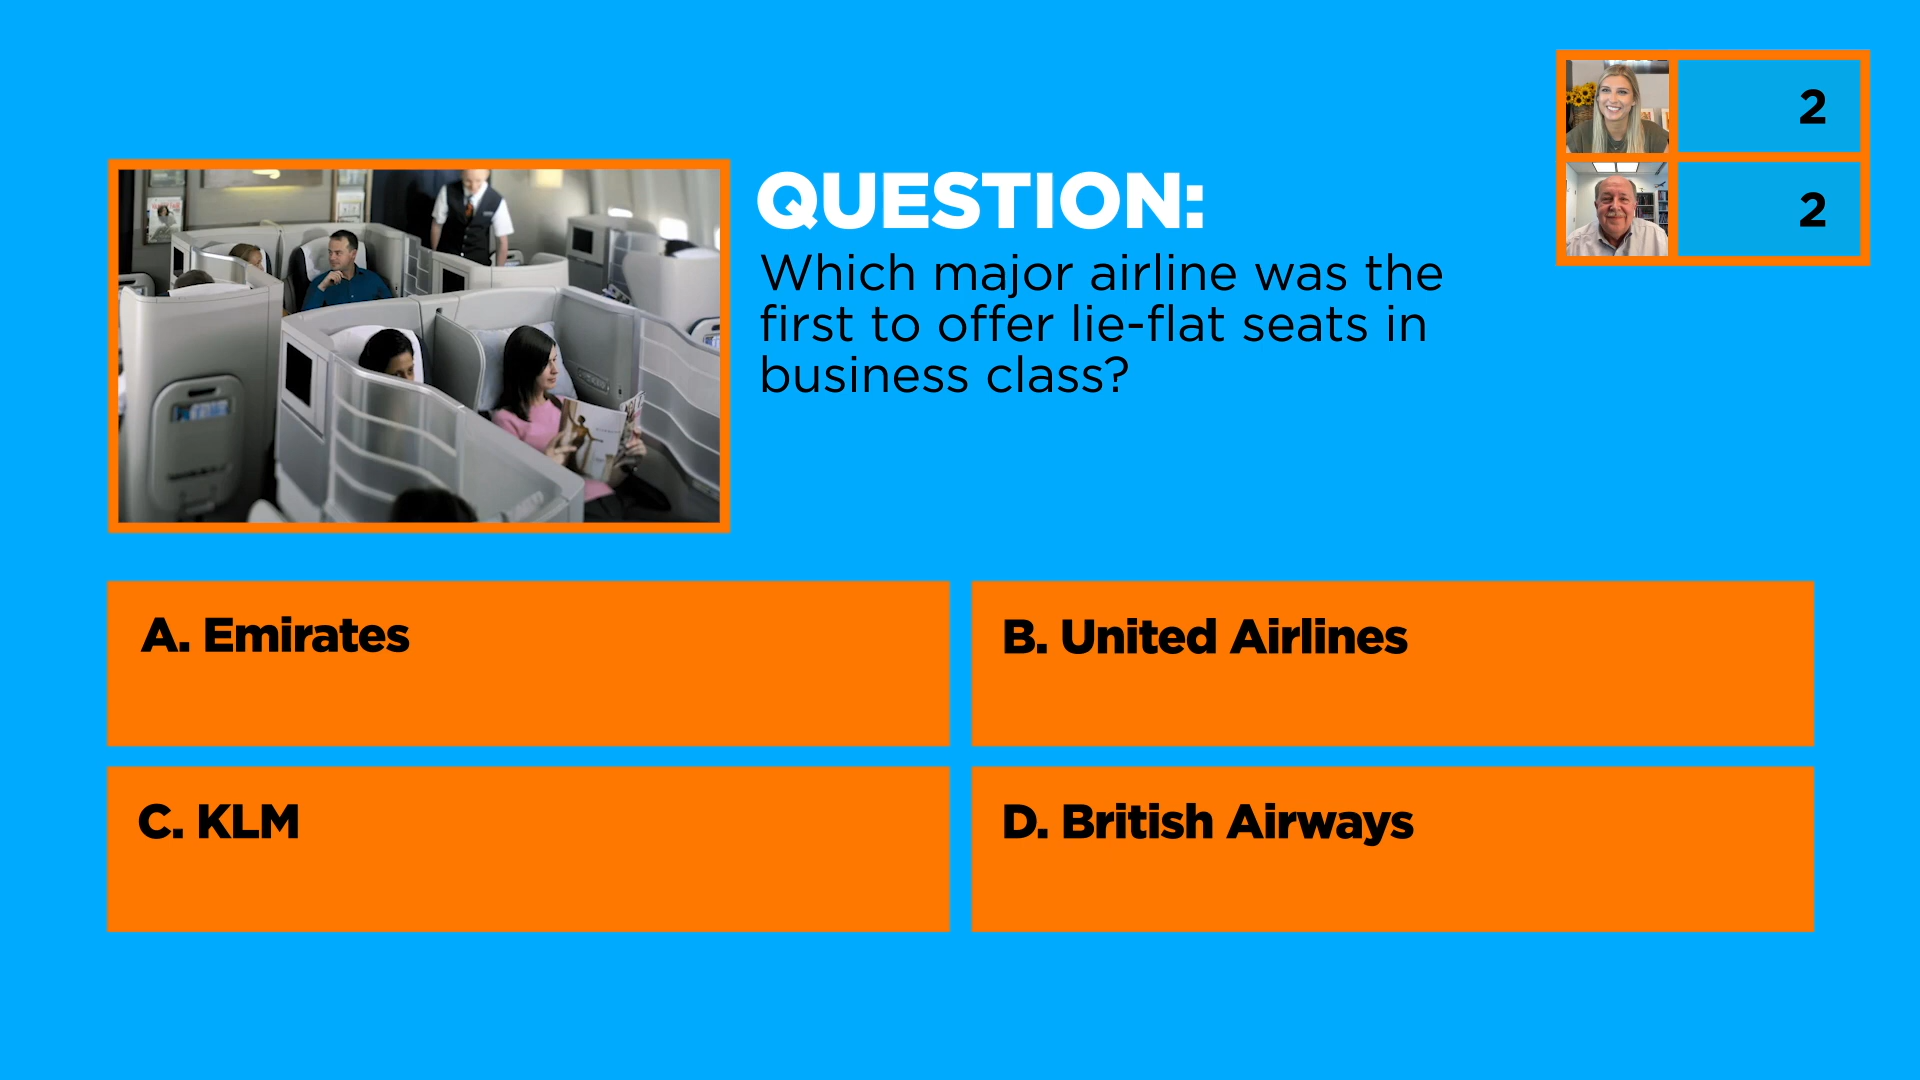 2
2
QUESTION:
Which major airline was the
first to offer lie-flat seats in
business class?
A. Emirates
B. United Airlines
C. KLM
D. British Airways